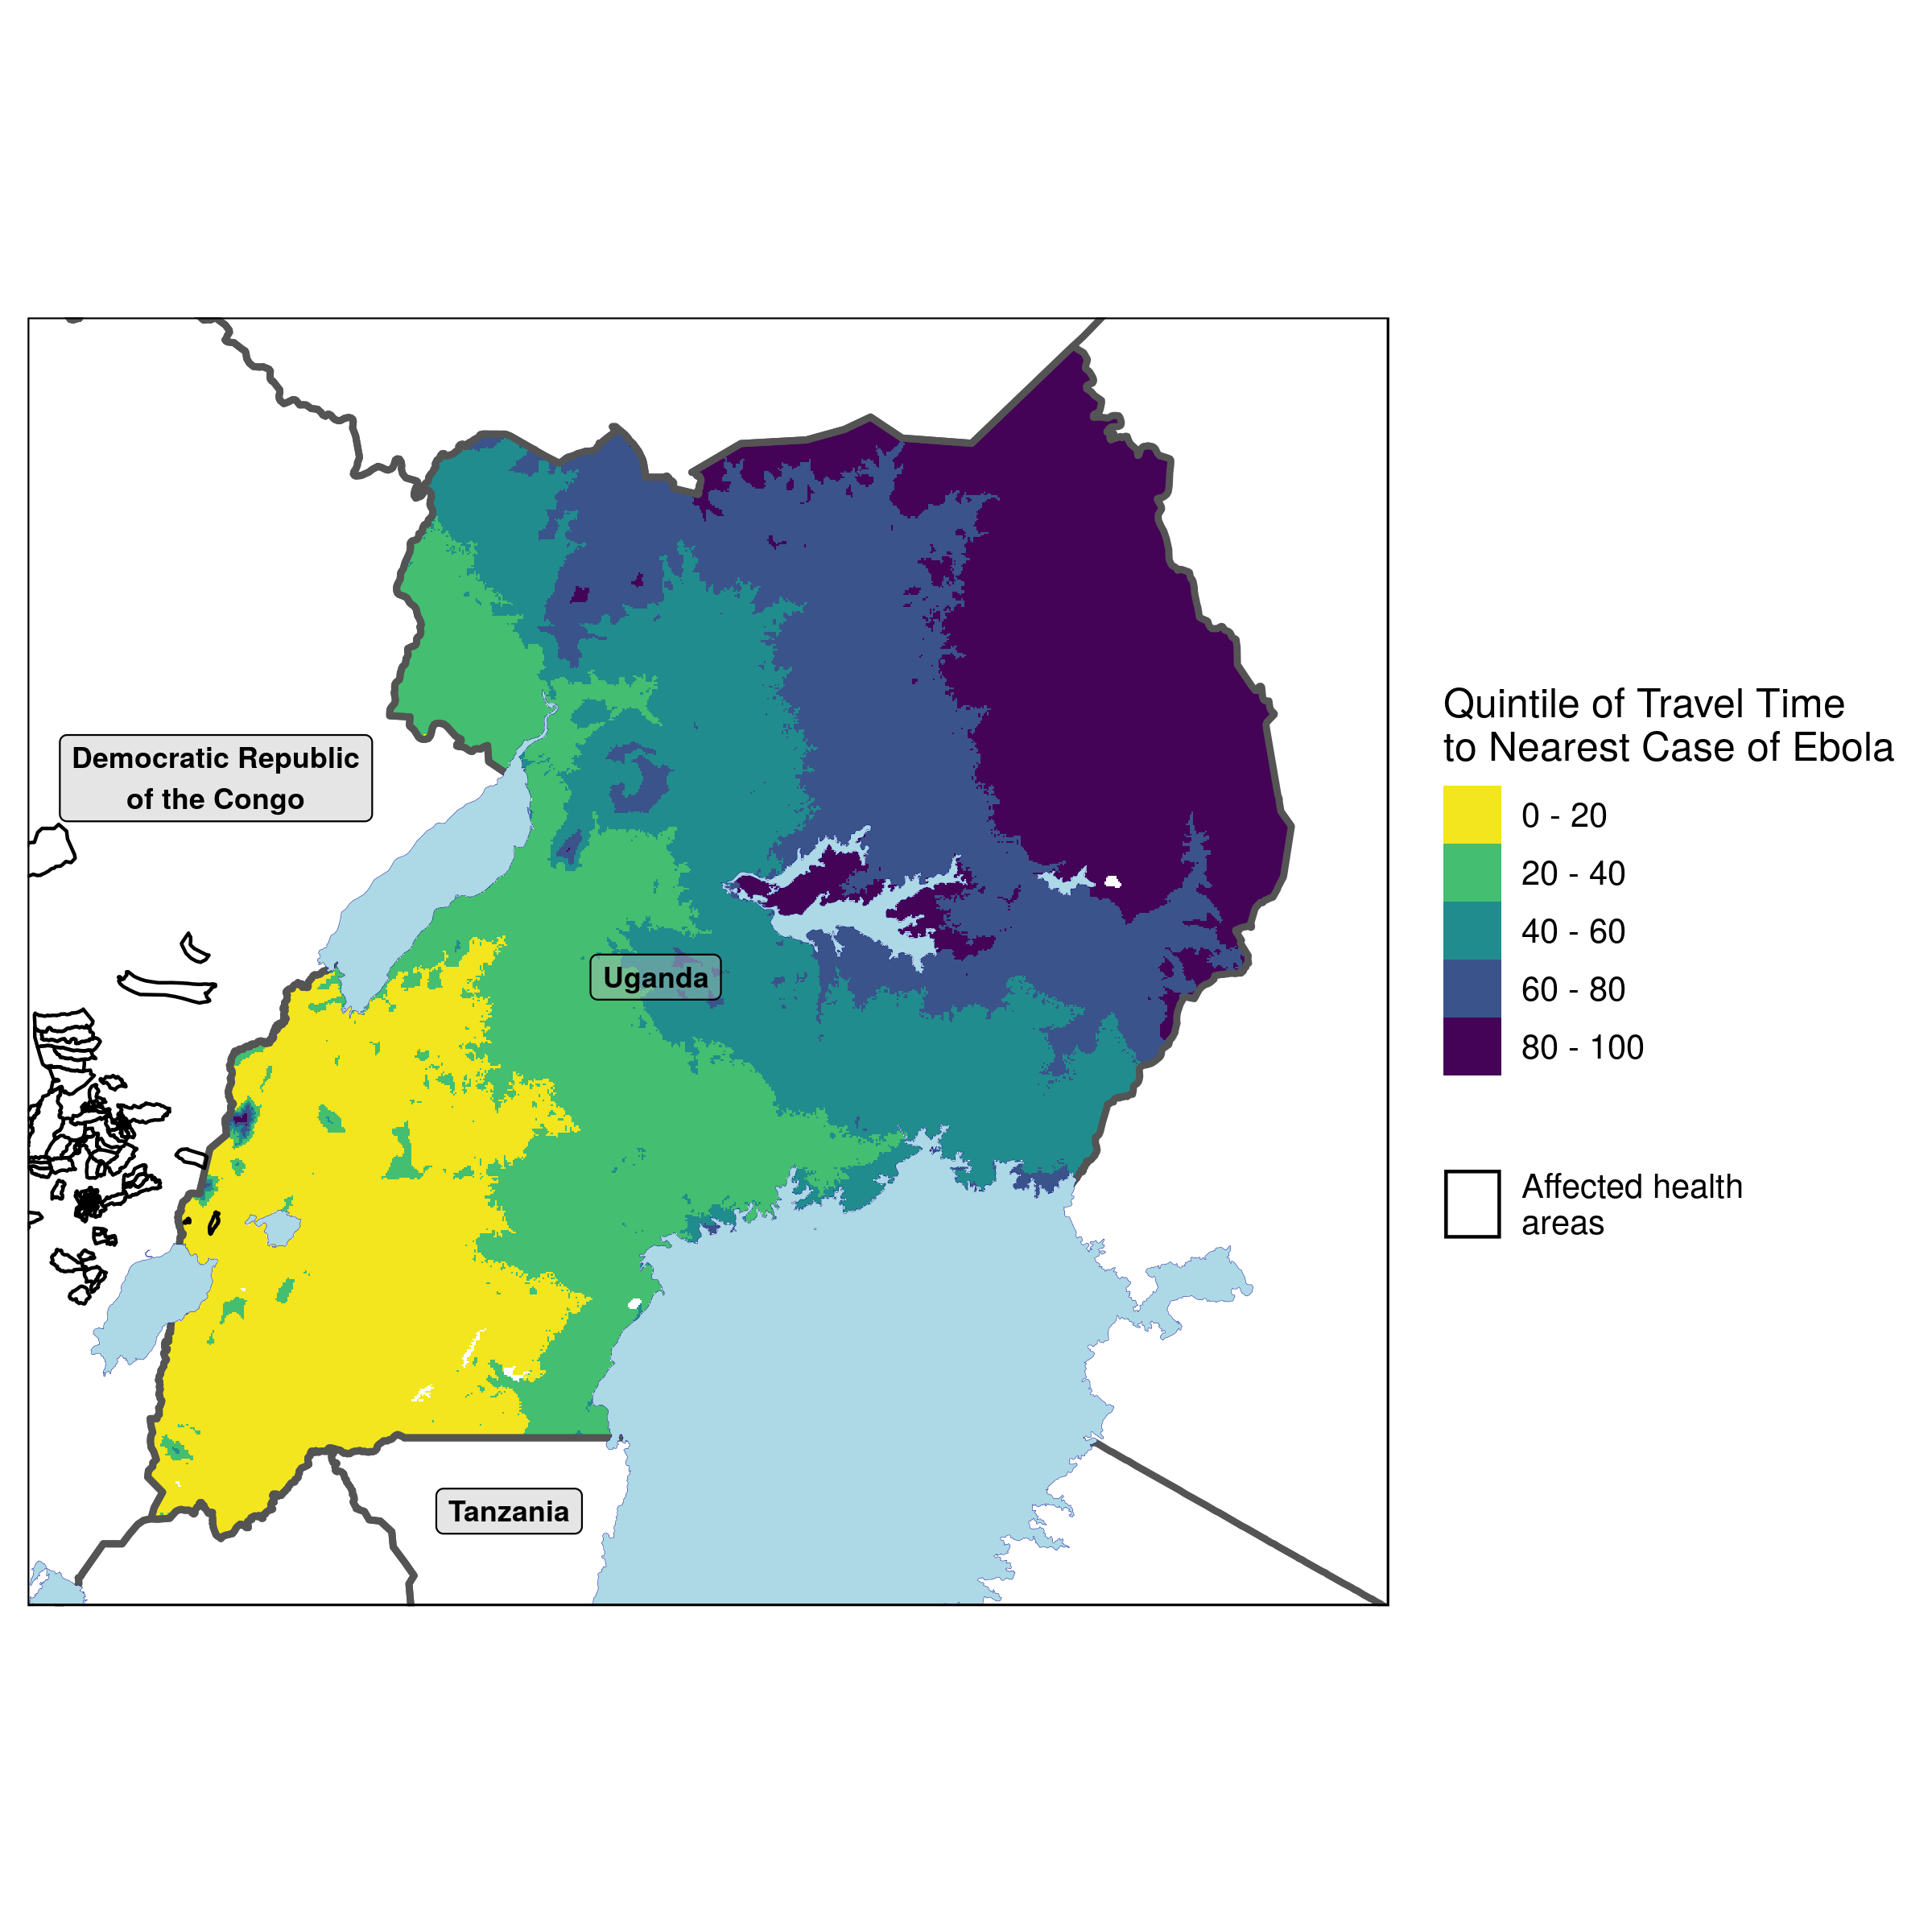 Democratic Republic
of the Congo
Uganda
Tanzania
Quintile of Travel Time
to Nearest Case of Ebola
0 - 20
20 - 40
40 - 60
60 - 80
80 - 100
Affected health
areas